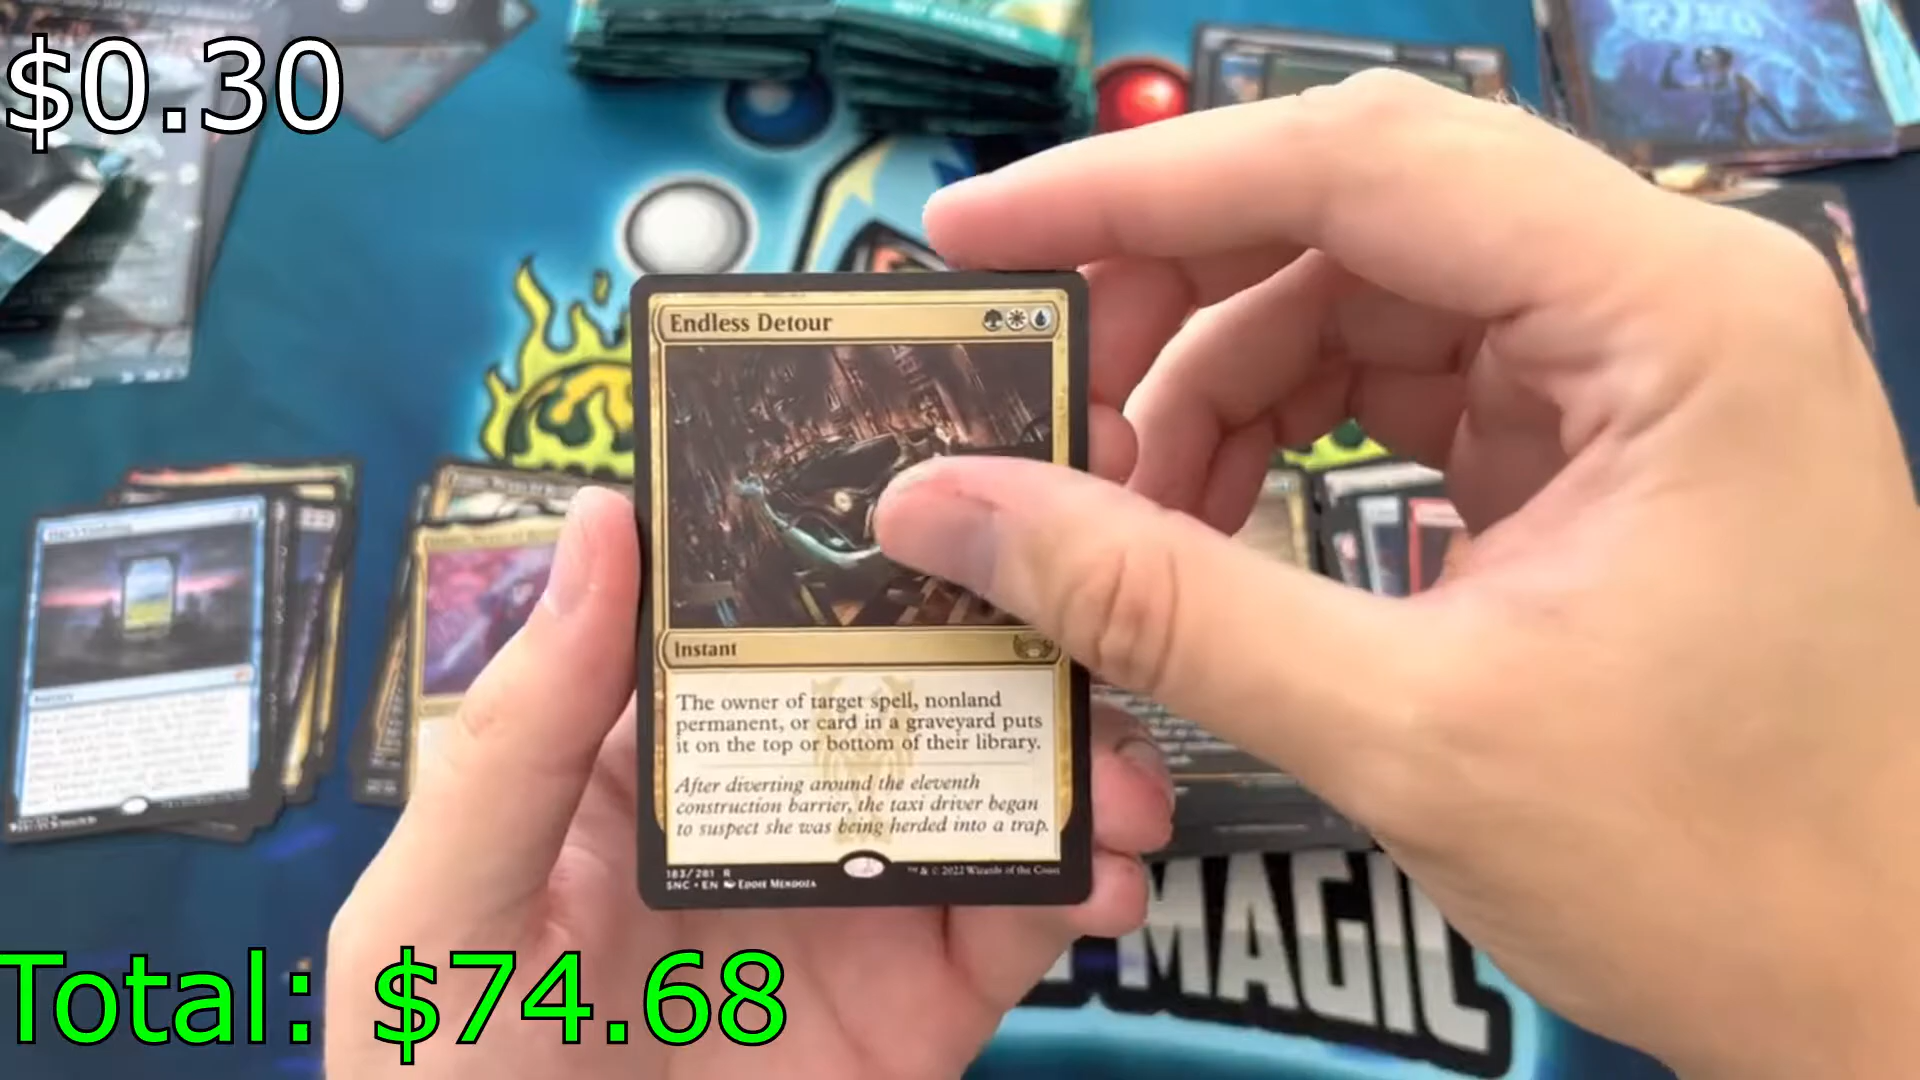 $0.30
Endless Detour
Instant
The owner of target spell, nonland
permanent, or card in a graveyard puts
it on the top or bottom of their library.
After diverting around the eleventh
construction barrier, the taxi driver began
to suspect she was being herded into a trap.
183/281 R
SNC • EN Eddie Mendoza
™ & © 2022 Wizards of the Coast
MAGIC
Total: $74.68